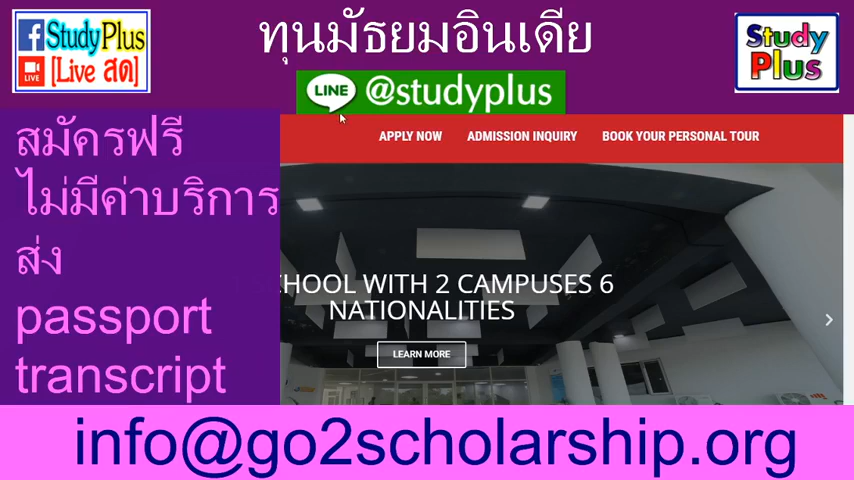 StudyPlus
LIVE [Live สด]
ทุนมัธยมอินเดีย
LINE @studyplus
Study
Plus
สมัครฟรี
ไม่มีค่าบริการ
ส่ง
passport
transcript
APPLY NOW ADMISSION INQUIRY BOOK YOUR PERSONAL TOUR
CHOOL WITH 2 CAMPUSES 6
NATIONALITIES
LEARN MORE
info@go2scholarship.org